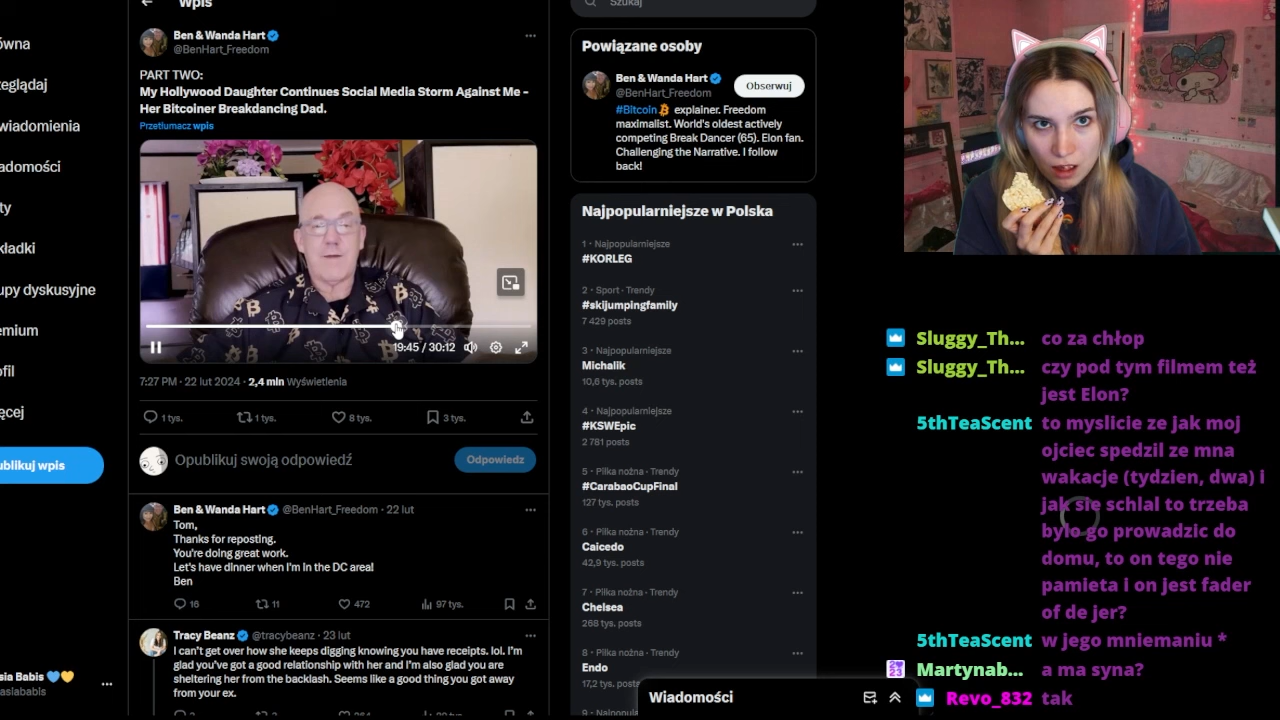 Wpis
Ben & Wanda Hart
@BenHart_Freedom
PART TWO:
My Hollywood Daughter Continues Social Media Storm Against Me -
Her Bitcoiner Breakdancing Dad.
Przetłumacz wpis
19:45 / 30:12
7:27 PM · 22 lut 2024 · 2,4 mln Wyświetlenia
1 tys.
1 tys.
8 tys.
3 tys.
Opublikuj swoją odpowiedź
Odpowiedz
Ben & Wanda Hart @BenHart_Freedom · 22 lut
Tom,
Thanks for reposting.
You're doing great work.
Let's have dinner when I'm in the DC area!
Ben
16
11
472
97 tys.
Tracy Beanz @tracybeanz · 23 lut
I can't get over how she keeps digging knowing you have receipts. lol. I'm
glad you've got a good relationship with her and I'm also glad you are
sheltering her from the backlash. Seems like a good thing you got away
from your ex.
ówna
zeglądaj
wiadomienia
adomości
ty
kładki
upy dyskusyjne
emium
ofil
ęcej
ublikuj wpis
sia Babis
asiababis
Szukaj
Powiązane osoby
Ben & Wanda Hart
@BenHart_Freedom
Obserwuj
#Bitcoin explainer. Freedom
maximalist. World's oldest actively
competing Break Dancer (65). Elon fan.
Challenging the Narrative. I follow
back!
Najpopularniejsze w Polska
1 · Najpopularniejsze
#KORLEG
2 · Sport · Trendy
#skijumpingfamily
7 429 posts
3 · Najpopularniejsze
Michalik
10,6 tys. posts
4 · Najpopularniejsze
#KSWEpic
2 781 posts
5 · Piłka nożna · Trendy
#CarabaoCupFinal
127 tys. posts
6 · Piłka nożna · Trendy
Caicedo
42,9 tys. posts
7 · Piłka nożna · Trendy
Chelsea
268 tys. posts
8 · Piłka nożna · Trendy
Endo
17,2 tys. posts
Wiadomości
Sluggy_Th... co za chłop
Sluggy_Th... czy pod tym filmem też
jest Elon?
5thTeaScent to myslicie ze jak moj
ojciec spedzil ze mna
wakacje (tydzien, dwa) i
jak sie schlal to trzeba
bylo go prowadzic do
domu, to on tego nie
pamieta i on jest fader
of de jer?
5thTeaScent w jego mniemaniu *
Martynab... a ma syna?
Revo_832 tak